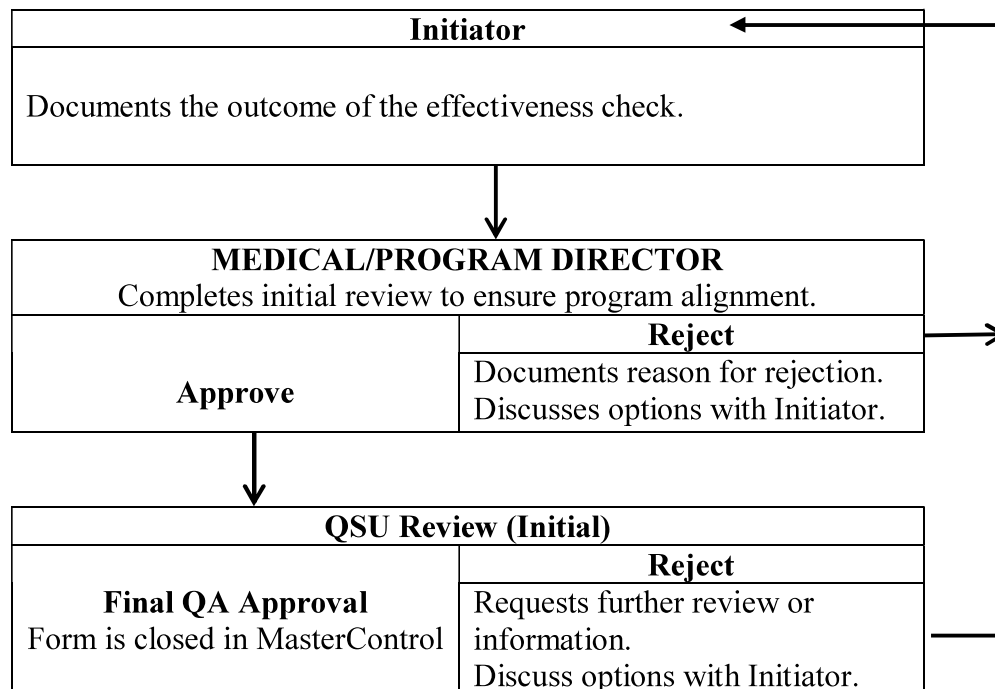 Initiator
Documents the outcome of the effectiveness check.
MEDICAL/PROGRAM DIRECTOR
Completes initial review to ensure program alignment.
Approve
Reject
Documents reason for rejection.
Discusses options with Initiator.
QSU Review (Initial)
Final QA Approval
Form is closed in MasterControl
Reject
Requests further review or
information.
Discuss options with Initiator.